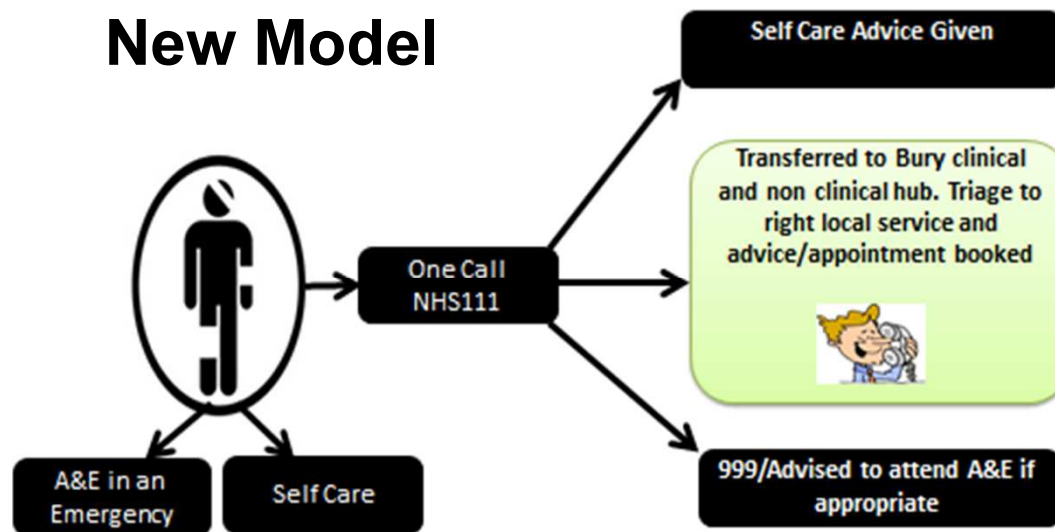 New Model
Self Care Advice Given
Transferred to Bury clinical
and non clinical hub. Triage to
right local service and
advice/appointment booked
One Call
NHS111
A&E in an
Emergency
Self Care
999/Advised to attend A&E if
appropriate